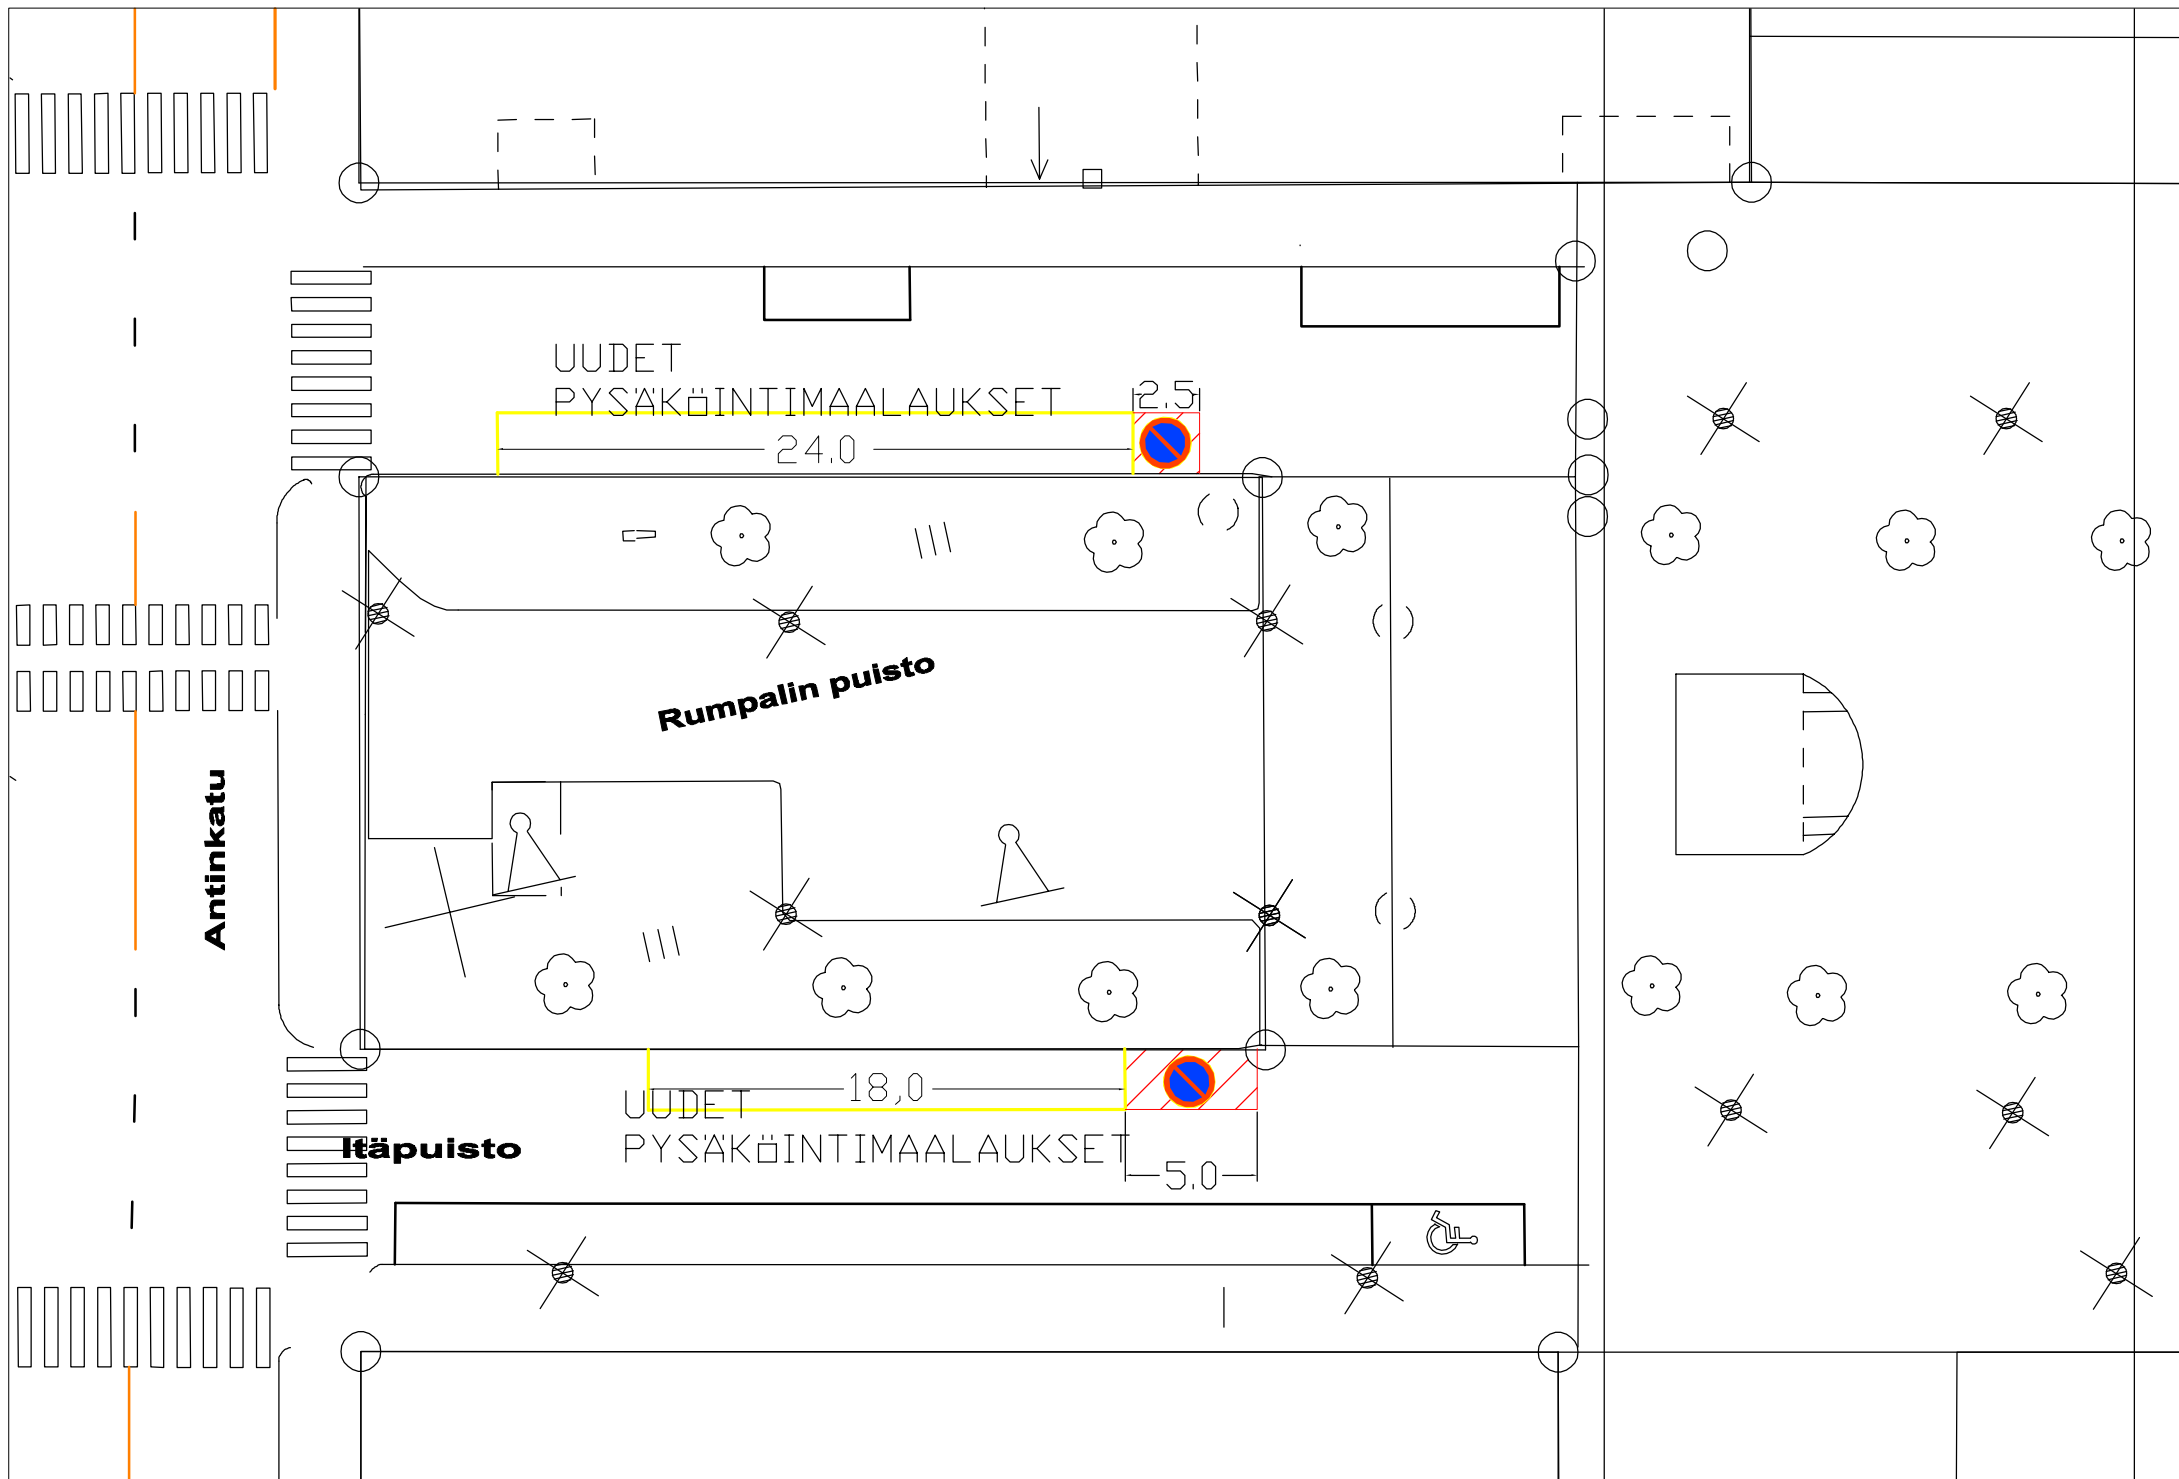 UUDET
PYSÄKÖINTIMAALAUKSET
2.5
24.0
Rumpalin puisto
Antinkatu
18,0
UUDET
PYSÄKÖINTIMAALAUKSET
Itäpuisto
5.0